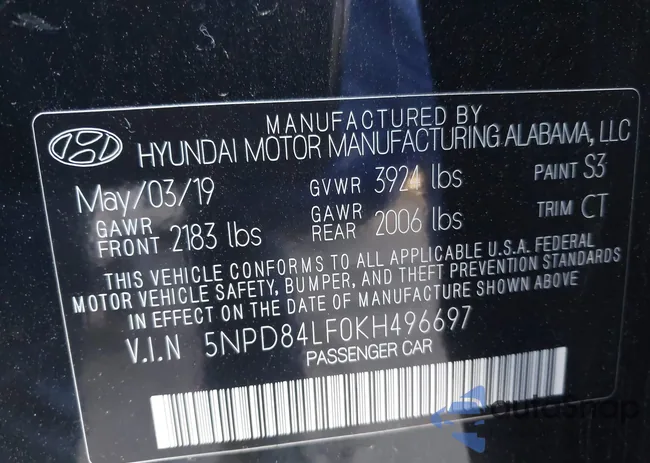 MANUFACTURED BY
HYUNDAI MOTOR MANUFACTURING ALABAMA, LLC
May/03/19 GVWR 3924 lbs PAINT S3
GAWR FRONT 2183 lbs GAWR REAR 2006 lbs TRIM CT
THIS VEHICLE CONFORMS TO ALL APPLICABLE U.S.A. FEDERAL
MOTOR VEHICLE SAFETY, BUMPER, AND THEFT PREVENTION STANDARDS
IN EFFECT ON THE DATE OF MANUFACTURE SHOWN ABOVE
V.I.N 5NPD84LF0KH496697
PASSENGER CAR
autoSnap